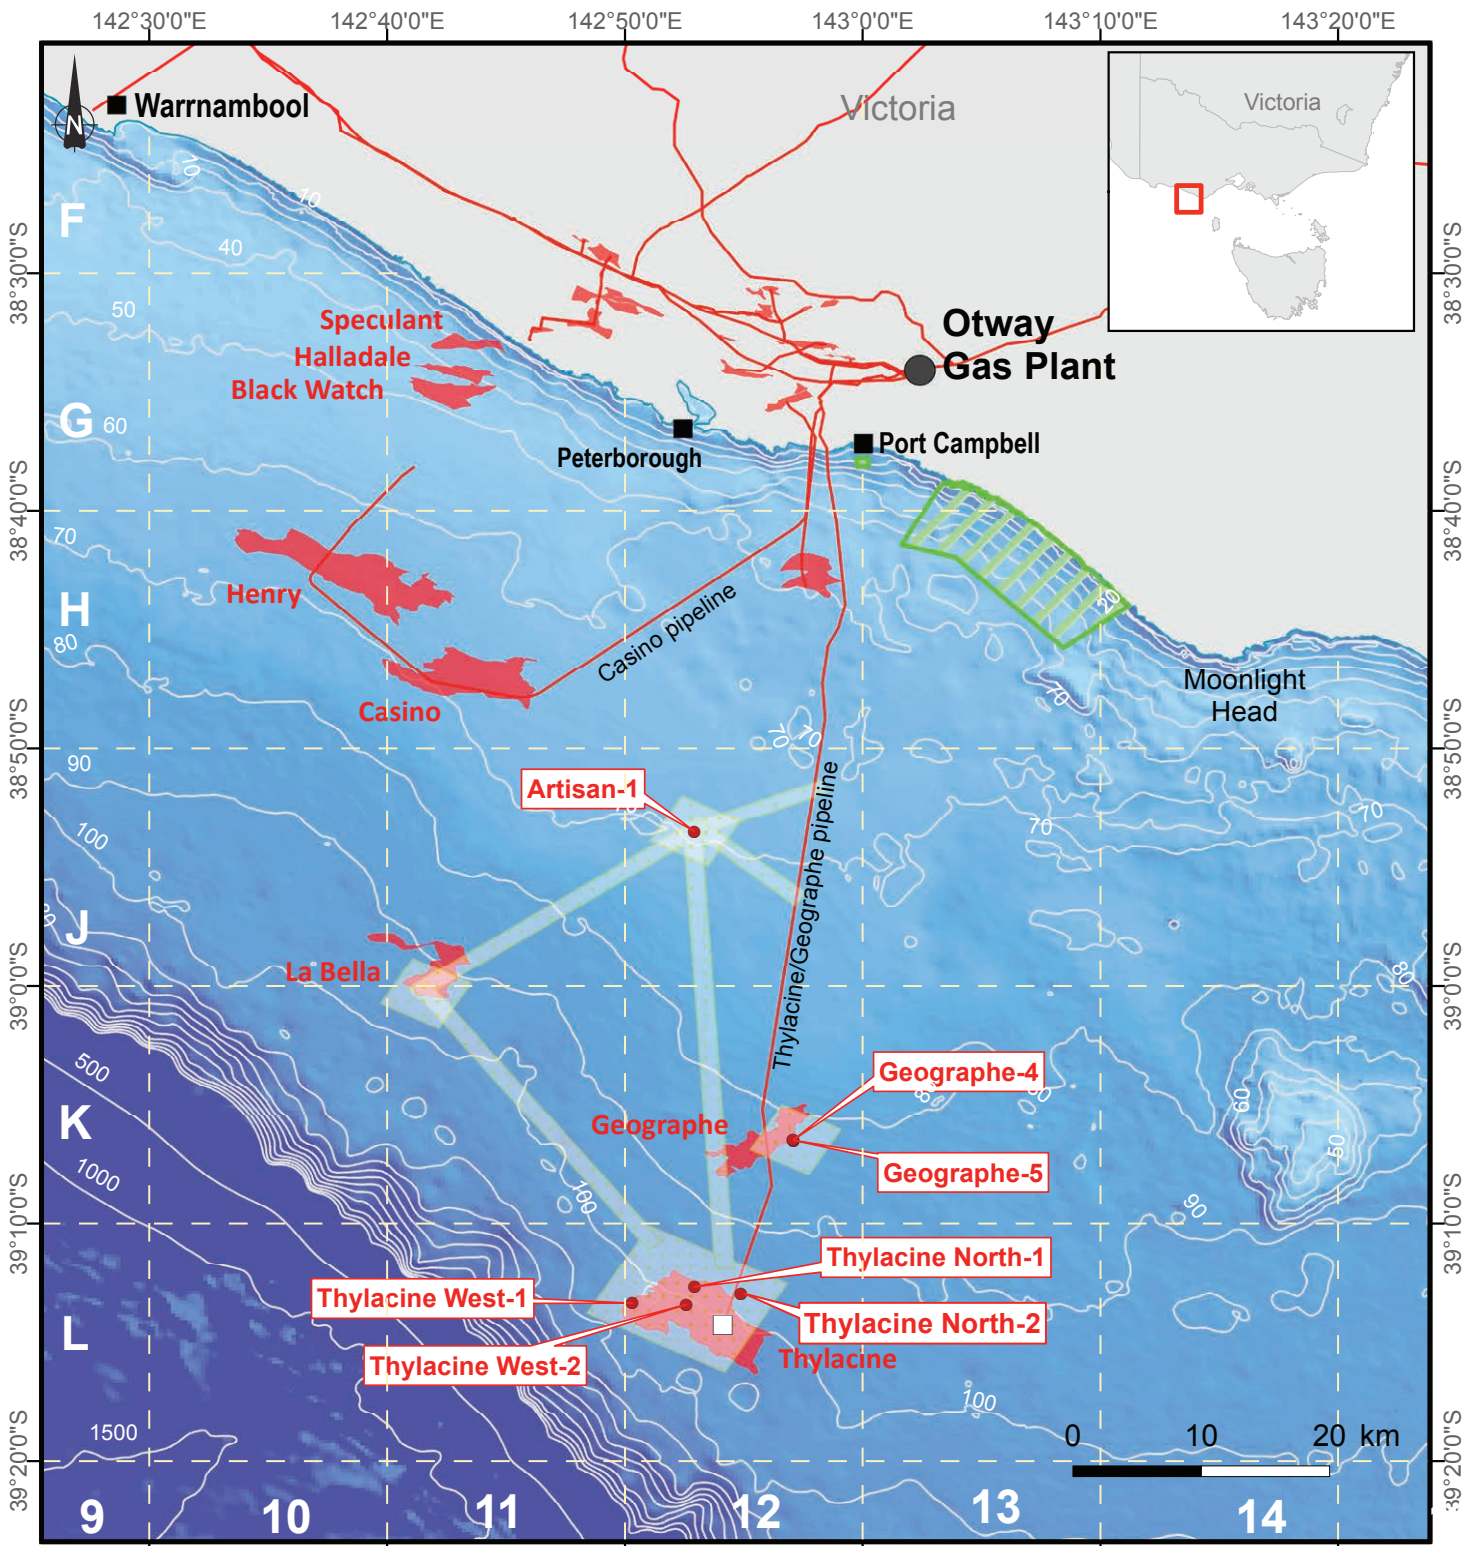 142°30'0"E
142°40'0"E
142°50'0"E
143°0'0"E
143°10'0"E
143°20'0"E
N
Warrnambool
Victoria
Victoria
10
10
F
40
38°30'0"S
38°30'0"S
50
Speculant
Halladale
Black Watch
Otway
Gas Plant
G
60
Peterborough
Port Campbell
38°40'0"S
38°40'0"S
70
Henry
H
20
Casino pipeline
80
Casino
70
Moonlight
Head
70
70
38°50'0"S
38°50'0"S
90
Artisan-1
100
70
70
Thylacine/Geographe pipeline
J
La Bella
80
39°0'0"S
39°0'0"S
500
Geographe-4
80
60
K
Geographe
50
Geographe-5
1000
100
90
39°10'0"S
39°10'0"S
Thylacine North-1
Thylacine West-1
L
Thylacine North-2
Thylacine West-2
Thylacine
100
1500
0 10 20 km
39°20'0"S
39°20'0"S
9
10
11
12
13
14